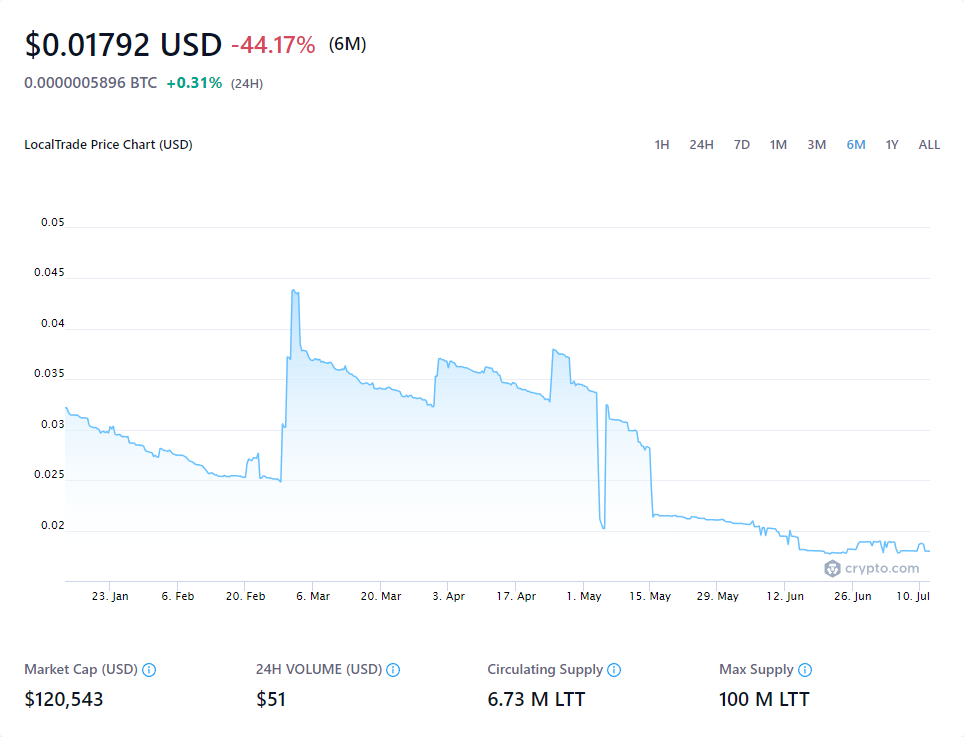 $0.01792 USD -44.17% (6M)
0.0000005896 BTC +0.31% (24H)
LocalTrade Price Chart (USD)
1H 24H 7D 1M 3M 6M 1Y ALL
0.05
0.045
0.04
0.035
0.03
0.025
0.02
crypto.com
23. Jan 6. Feb 20. Feb 6. Mar 20. Mar 3. Apr 17. Apr 1. May 15. May 29. May 12. Jun 26. Jun 10. Jul
Market Cap (USD) 24H VOLUME (USD) Circulating Supply Max Supply
$120,543 $51 6.73 M LTT 100 M LTT